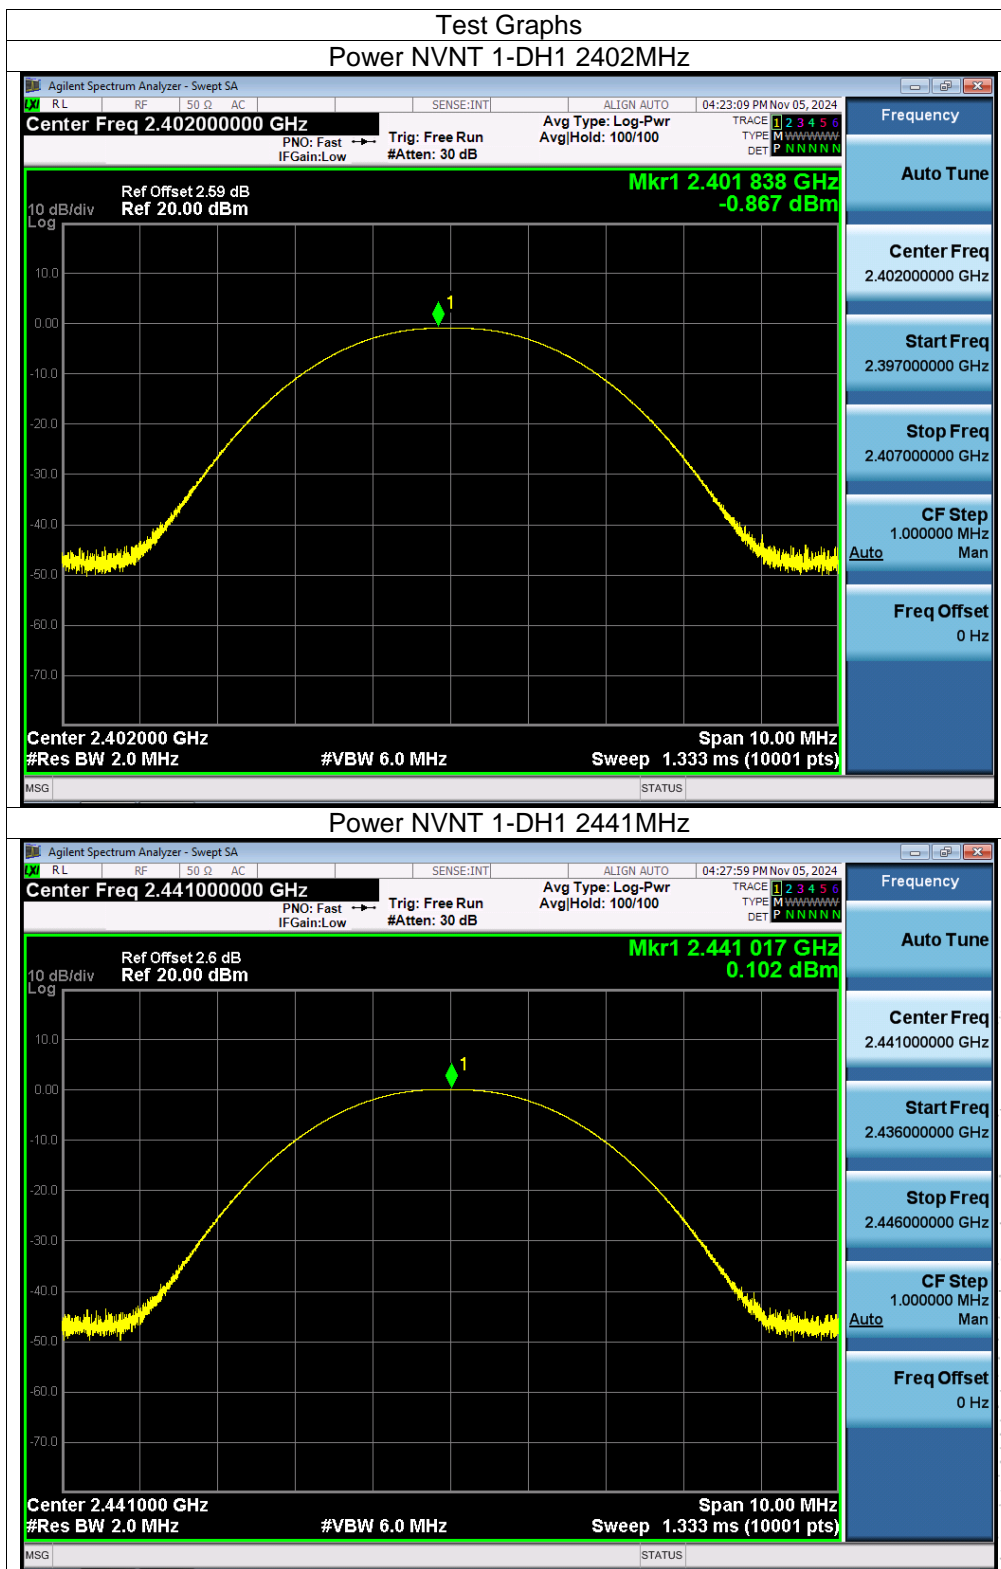 Test Graphs
Power NVNT 1-DH1 2402MHz
Agilent Spectrum Analyzer - Swept SA
LXI RL RF 50 Ω AC SENSE:INT ALIGN AUTO 04:23:09 PM Nov 05, 2024
Center Freq 2.402000000 GHz
PNO: Fast
IFGain:Low
Trig: Free Run
#Atten: 30 dB
Avg Type: Log-Pwr
Avg|Hold: 100/100
TRACE 1 2 3 4 5 6
TYPE M WWWWW
DET P N N N N N
Frequency
Auto Tune
Center Freq
2.402000000 GHz
Start Freq
2.397000000 GHz
Stop Freq
2.407000000 GHz
CF Step
1.000000 MHz
Auto Man
Freq Offset
0 Hz
Mkr1 2.401 838 GHz
-0.867 dBm
Ref Offset 2.59 dB
10 dB/div Ref 20.00 dBm
Log
10.0
1
0.00
-10.0
-20.0
-30.0
-40.0
-50.0
-60.0
-70.0
Center 2.402000 GHz Span 10.00 MHz
#Res BW 2.0 MHz #VBW 6.0 MHz Sweep 1.333 ms (10001 pts)
MSG STATUS
Power NVNT 1-DH1 2441MHz
Agilent Spectrum Analyzer - Swept SA
LXI RL RF 50 Ω AC SENSE:INT ALIGN AUTO 04:27:59 PM Nov 05, 2024
Center Freq 2.441000000 GHz
PNO: Fast
IFGain:Low
Trig: Free Run
#Atten: 30 dB
Avg Type: Log-Pwr
Avg|Hold: 100/100
TRACE 1 2 3 4 5 6
TYPE M WWWWW
DET P N N N N N
Frequency
Auto Tune
Center Freq
2.441000000 GHz
Start Freq
2.436000000 GHz
Stop Freq
2.446000000 GHz
CF Step
1.000000 MHz
Auto Man
Freq Offset
0 Hz
Mkr1 2.441 017 GHz
0.102 dBm
Ref Offset 2.6 dB
10 dB/div Ref 20.00 dBm
Log
10.0
1
0.00
-10.0
-20.0
-30.0
-40.0
-50.0
-60.0
-70.0
Center 2.441000 GHz Span 10.00 MHz
#Res BW 2.0 MHz #VBW 6.0 MHz Sweep 1.333 ms (10001 pts)
MSG STATUS